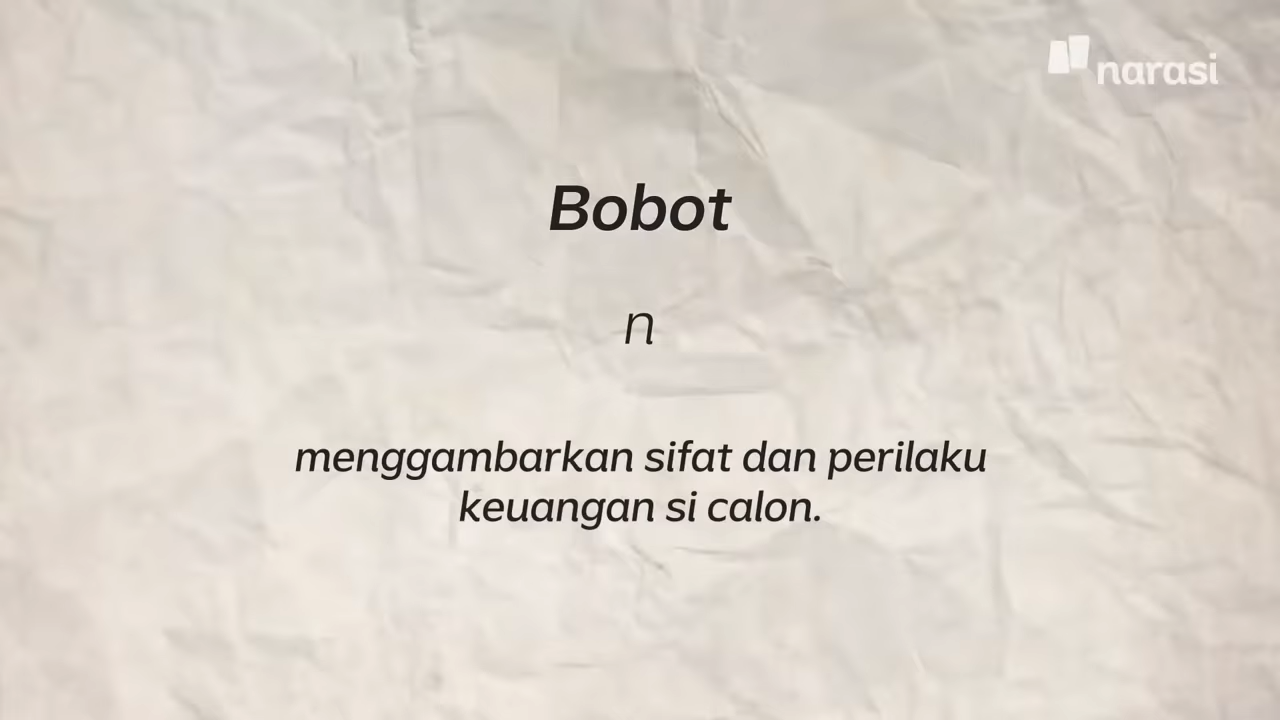 narasi
Bobot
n
menggambarkan sifat dan perilaku
keuangan si calon.